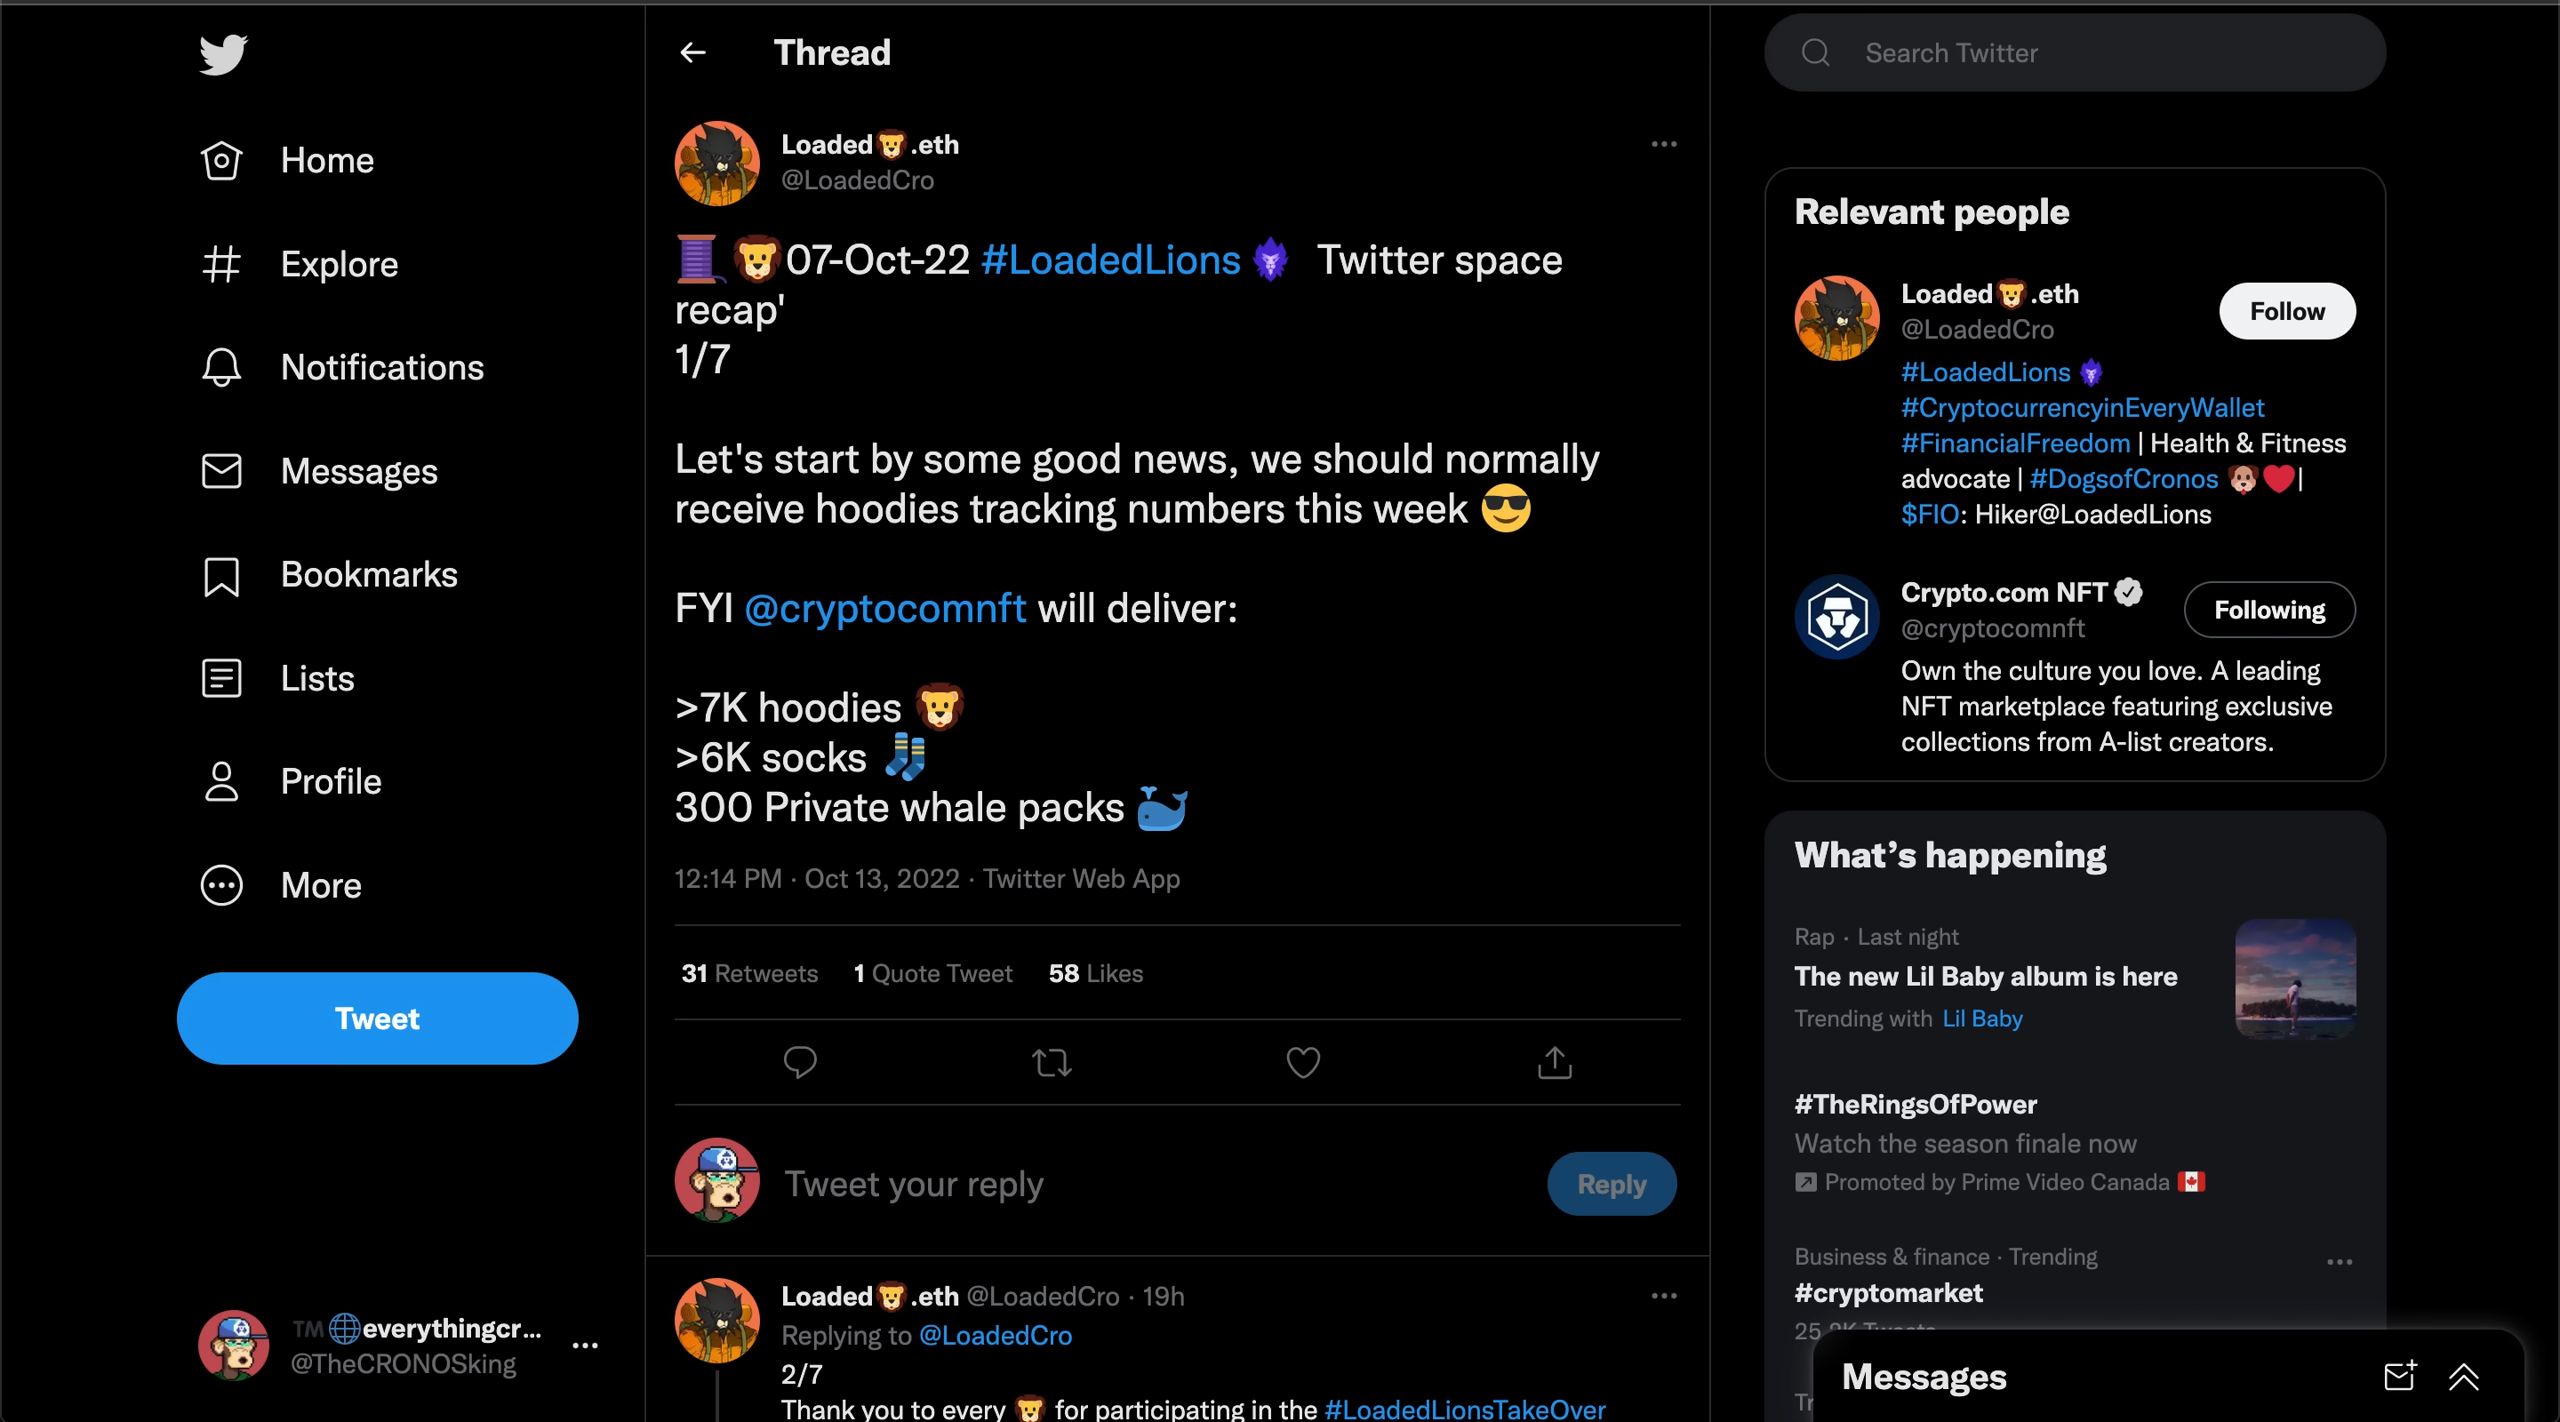 Home
Explore
Notifications
Messages
Bookmarks
Lists
Profile
More
Tweet
TM🌐everythingcr...
@TheCRONOSking
Thread
Loaded🦁.eth
@LoadedCro
🧵🦁07-Oct-22 #LoadedLions Twitter space
recap'
1/7
Let's start by some good news, we should normally
receive hoodies tracking numbers this week 😎
FYI @cryptocomnft will deliver:
>7K hoodies 🦁
>6K socks 🧦
300 Private whale packs 🐳
12:14 PM · Oct 13, 2022 · Twitter Web App
31 Retweets 1 Quote Tweet 58 Likes
Tweet your reply
Reply
Loaded🦁.eth @LoadedCro · 19h
Replying to @LoadedCro
2/7
Thank you to every 🦁 for participating in the #LoadedLionsTakeOver
Search Twitter
Relevant people
Loaded🦁.eth
@LoadedCro
Follow
#LoadedLions
#CryptocurrencyinEveryWallet
#FinancialFreedom | Health & Fitness
advocate | #DogsofCronos 🐶❤️|
$FIO: Hiker@LoadedLions
Crypto.com NFT
@cryptocomnft
Following
Own the culture you love. A leading
NFT marketplace featuring exclusive
collections from A-list creators.
What's happening
Rap · Last night
The new Lil Baby album is here
Trending with Lil Baby
#TheRingsOfPower
Watch the season finale now
Promoted by Prime Video Canada 🇨🇦
Business & finance · Trending
#cryptomarket
Messages